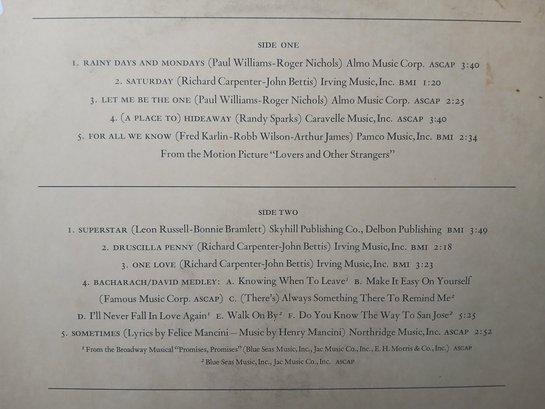 SIDE ONE
1. RAINY DAYS AND MONDAYS (Paul Williams-Roger Nichols) Almo Music Corp. ASCAP 3:40
2. SATURDAY (Richard Carpenter-John Bettis) Irving Music, Inc. BMI 1:20
3. LET ME BE THE ONE (Paul Williams-Roger Nichols) Almo Music Corp. ASCAP 2:25
4. (A PLACE TO) HIDEAWAY (Randy Sparks) Caravelle Music, Inc. ASCAP 3:40
5. FOR ALL WE KNOW (Fred Karlin-Robb Wilson-Arthur James) Pamco Music, Inc. BMI 2:34
From the Motion Picture "Lovers and Other Strangers"
SIDE TWO
1. SUPERSTAR (Leon Russell-Bonnie Bramlett) Skyhill Publishing Co., Delbon Publishing BMI 3:49
2. DRUSCILLA PENNY (Richard Carpenter-John Bettis) Irving Music, Inc. BMI 2:18
3. ONE LOVE (Richard Carpenter-John Bettis) Irving Music, Inc. BMI 3:23
4. BACHARACH/DAVID MEDLEY: A. Knowing When To Leave¹ B. Make It Easy On Yourself
(Famous Music Corp. ASCAP) C. (There's) Always Something There To Remind Me²
D. I'll Never Fall In Love Again¹ E. Walk On By² F. Do You Know The Way To San Jose² 5:25
5. SOMETIMES (Lyrics by Felice Mancini–Music by Henry Mancini) Northridge Music, Inc. ASCAP 2:52
¹From the Broadway Musical "Promises, Promises" (Blue Seas Music, Inc., Jac Music Co., Inc., E. H. Morris & Co., Inc.) ASCAP
²Blue Seas Music, Inc., Jac Music Co., Inc. ASCAP